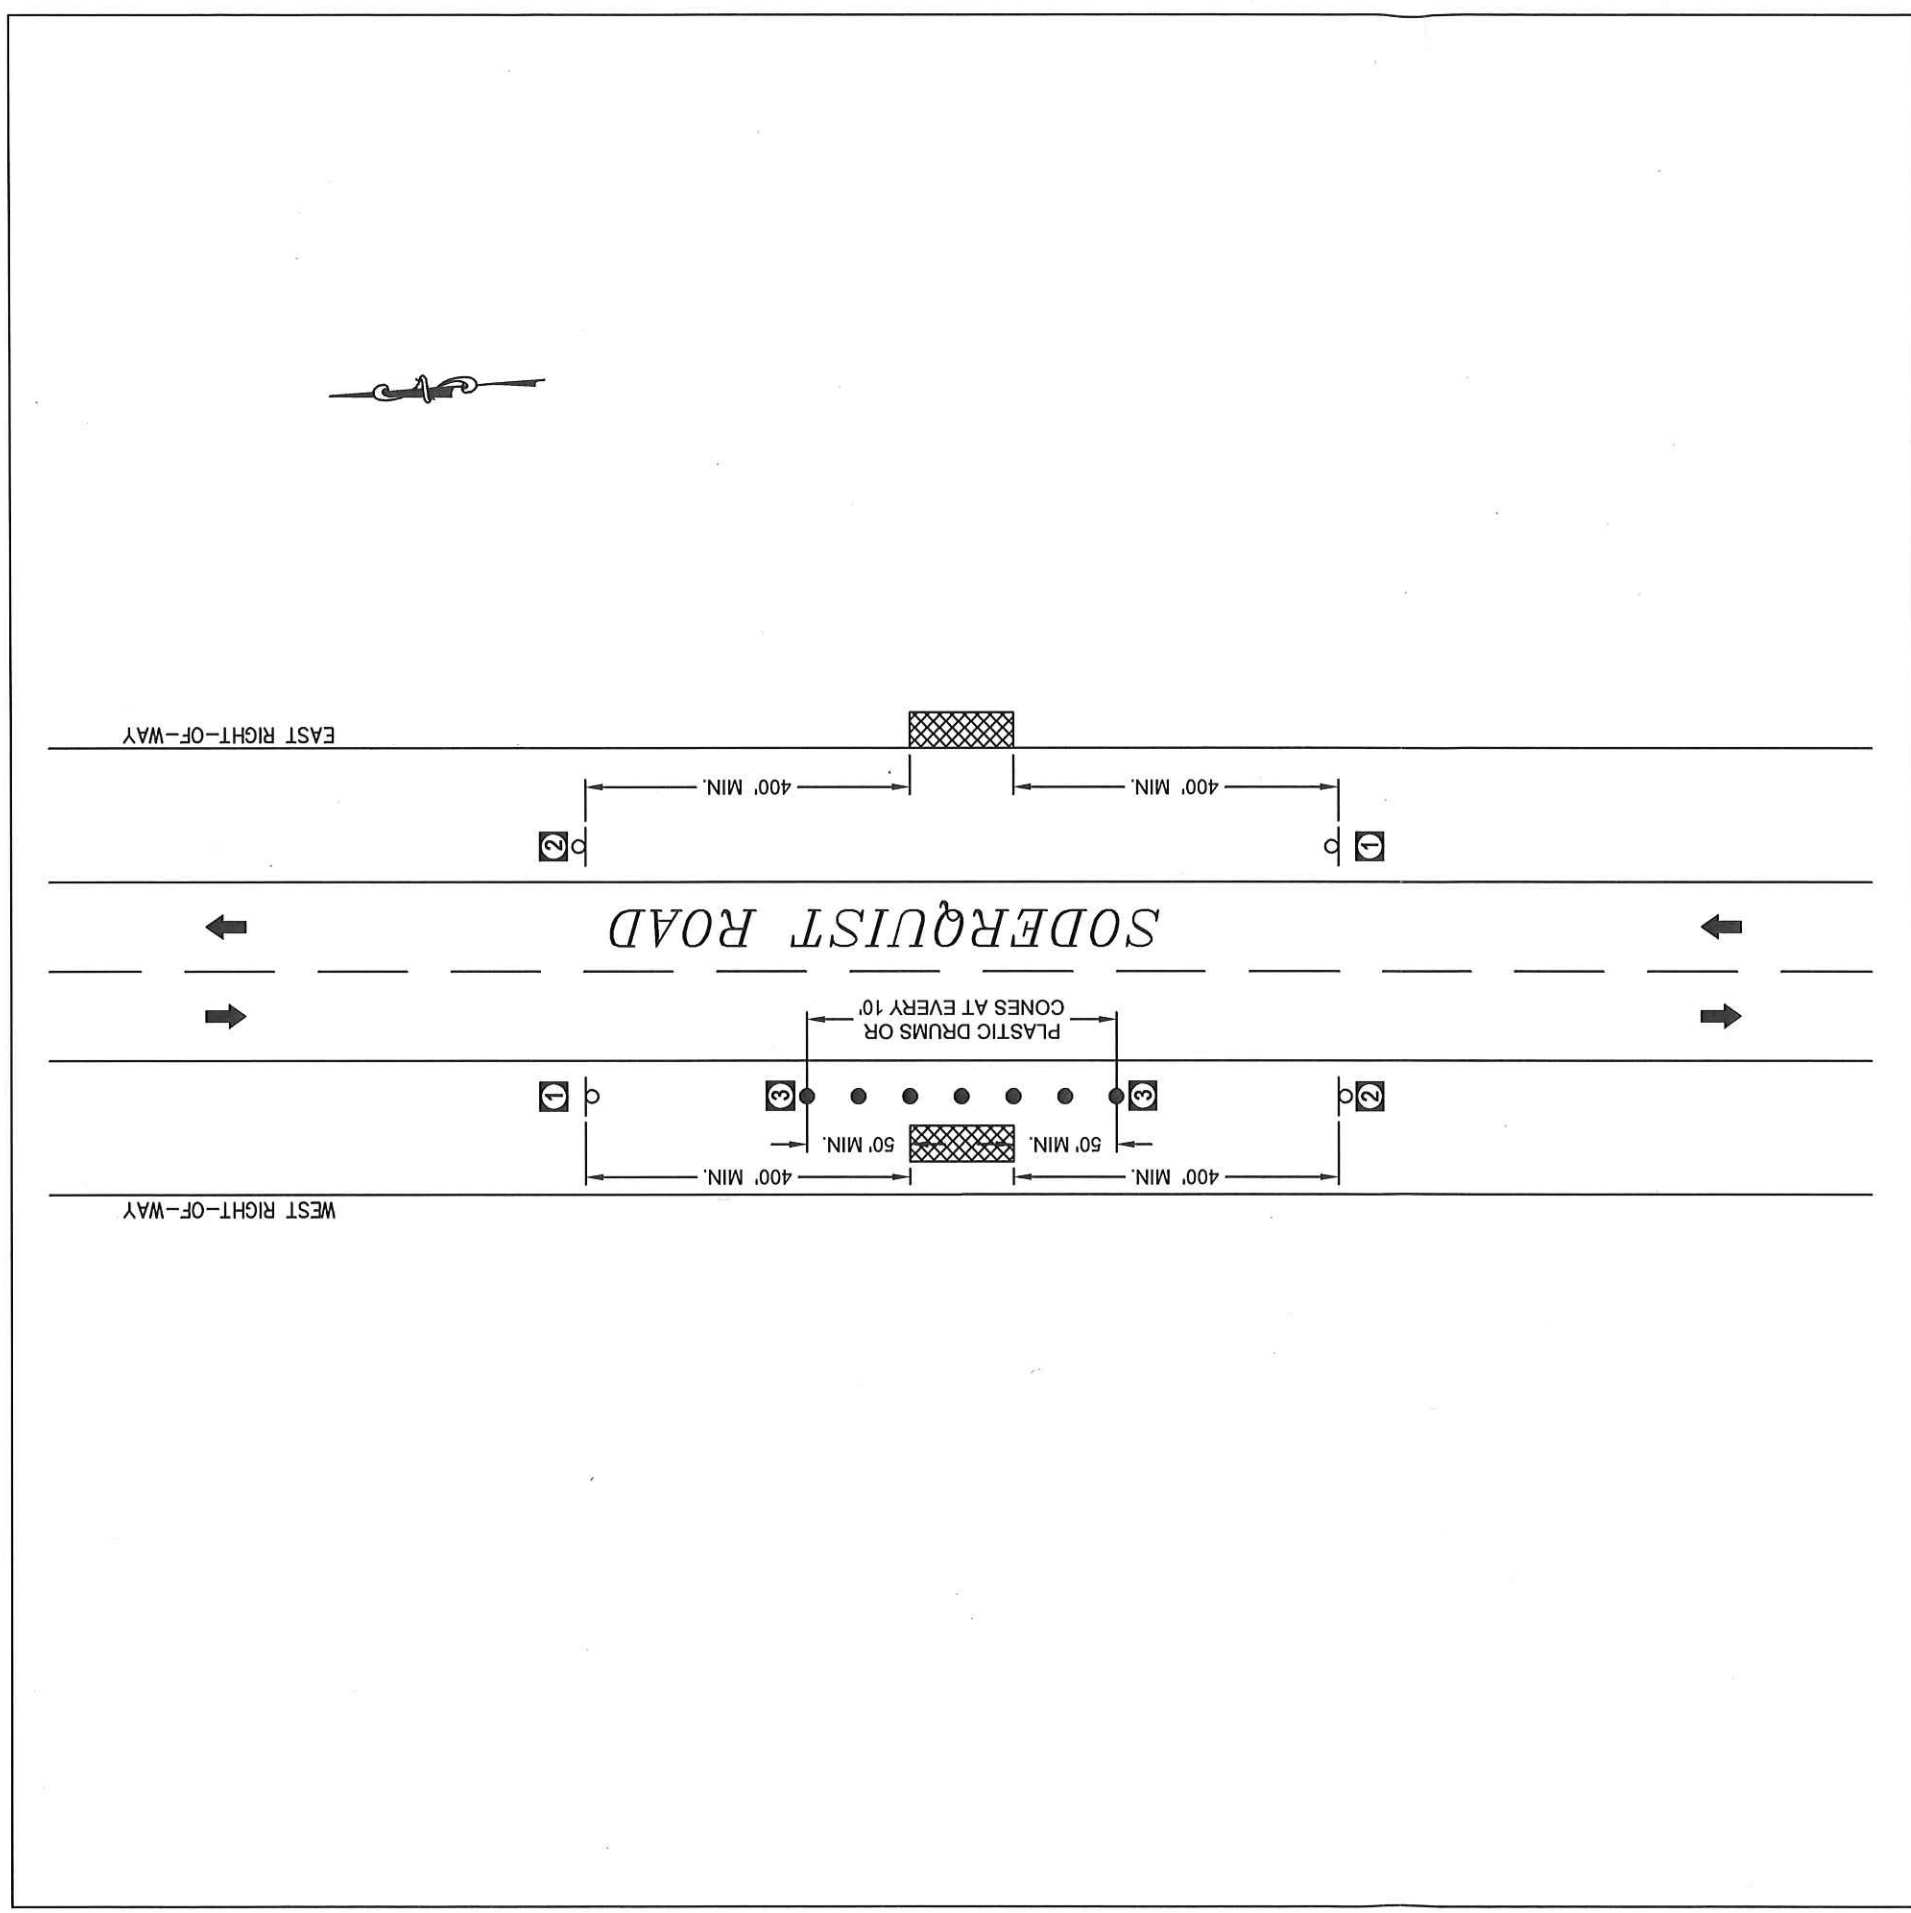 WEST RIGHT-OF-WAY
400' MIN.
400' MIN.
50' MIN.
50' MIN.
2
3
3
1
PLASTIC DRUMS OR
CONES AT EVERY 10'
SODERQUIST ROAD
1
2
400' MIN.
400' MIN.
EAST RIGHT-OF-WAY